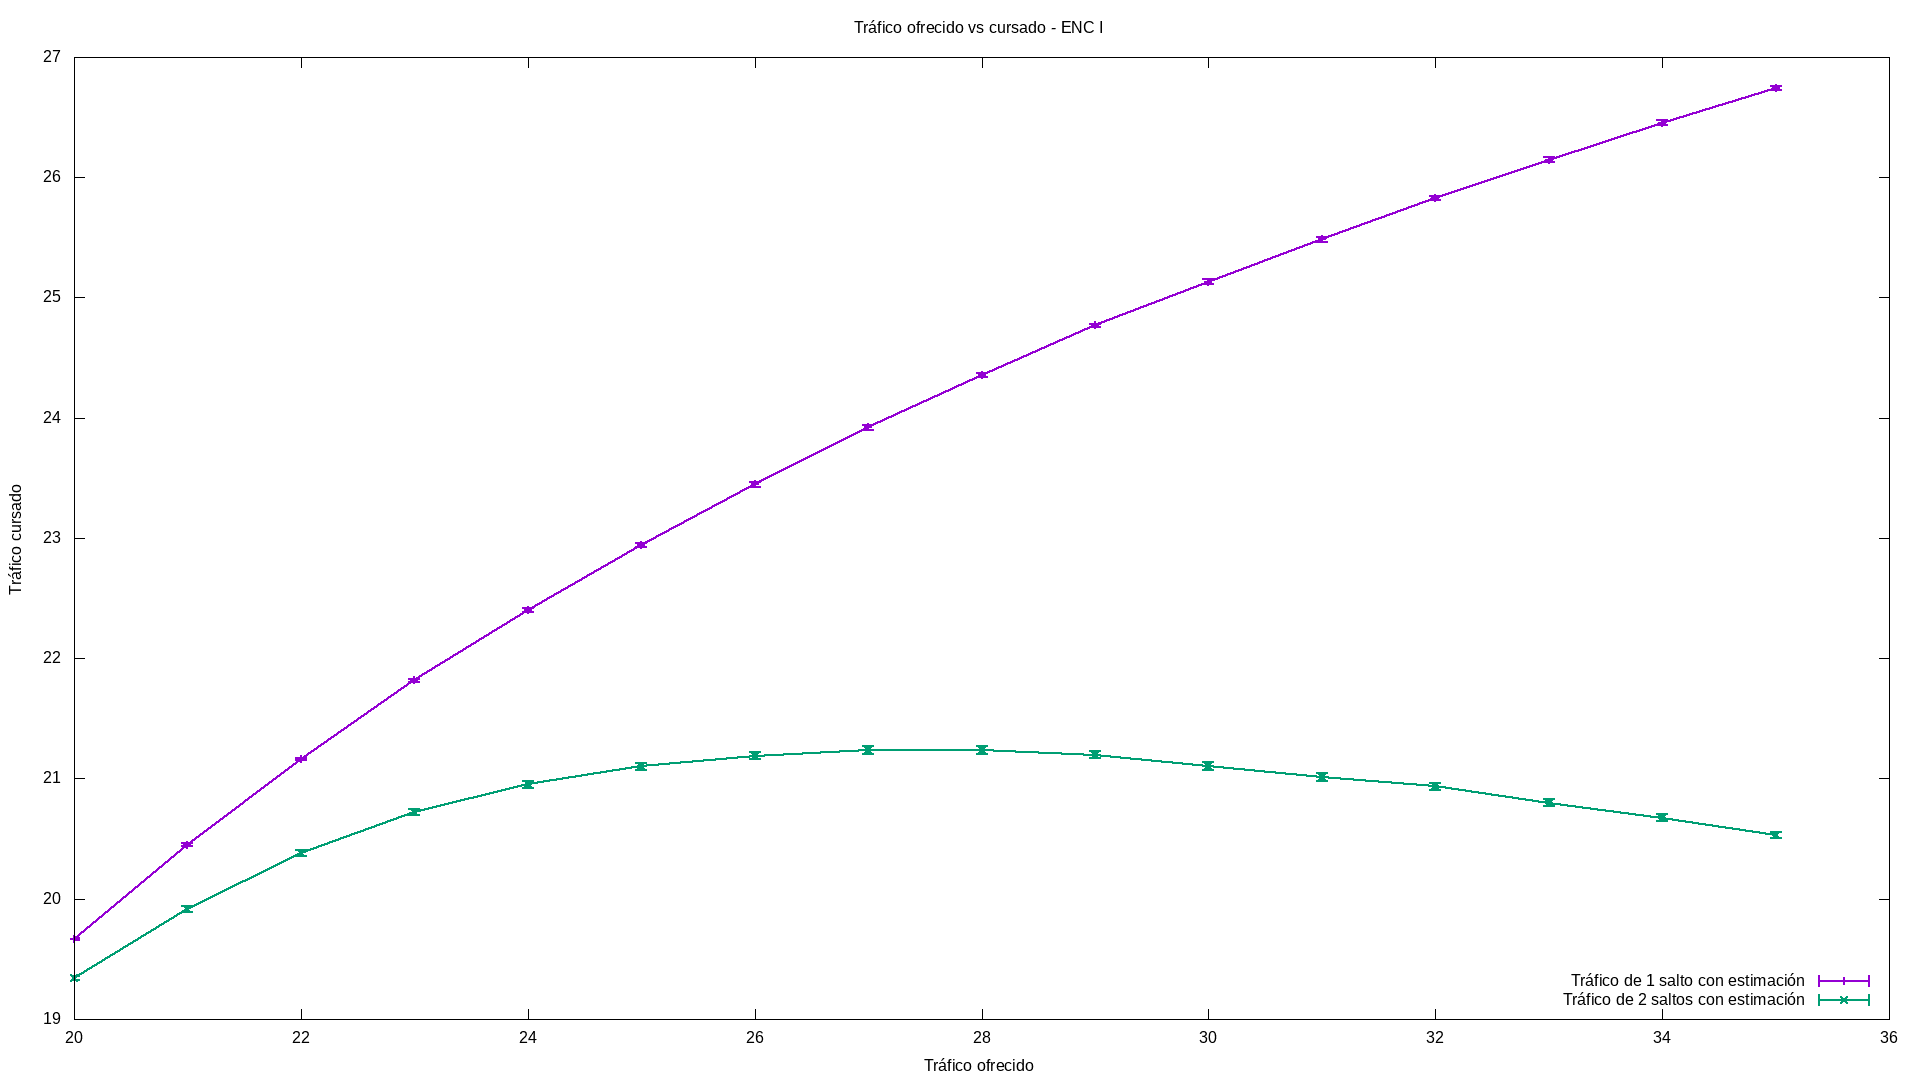 Tráfico ofrecido vs cursado - ENC I
27
26
25
24
23
22
21
20
19
Tráfico cursado
20 22 24 26 28 30 32 34 36
Tráfico ofrecido
Tráfico de 1 salto con estimación
Tráfico de 2 saltos con estimación